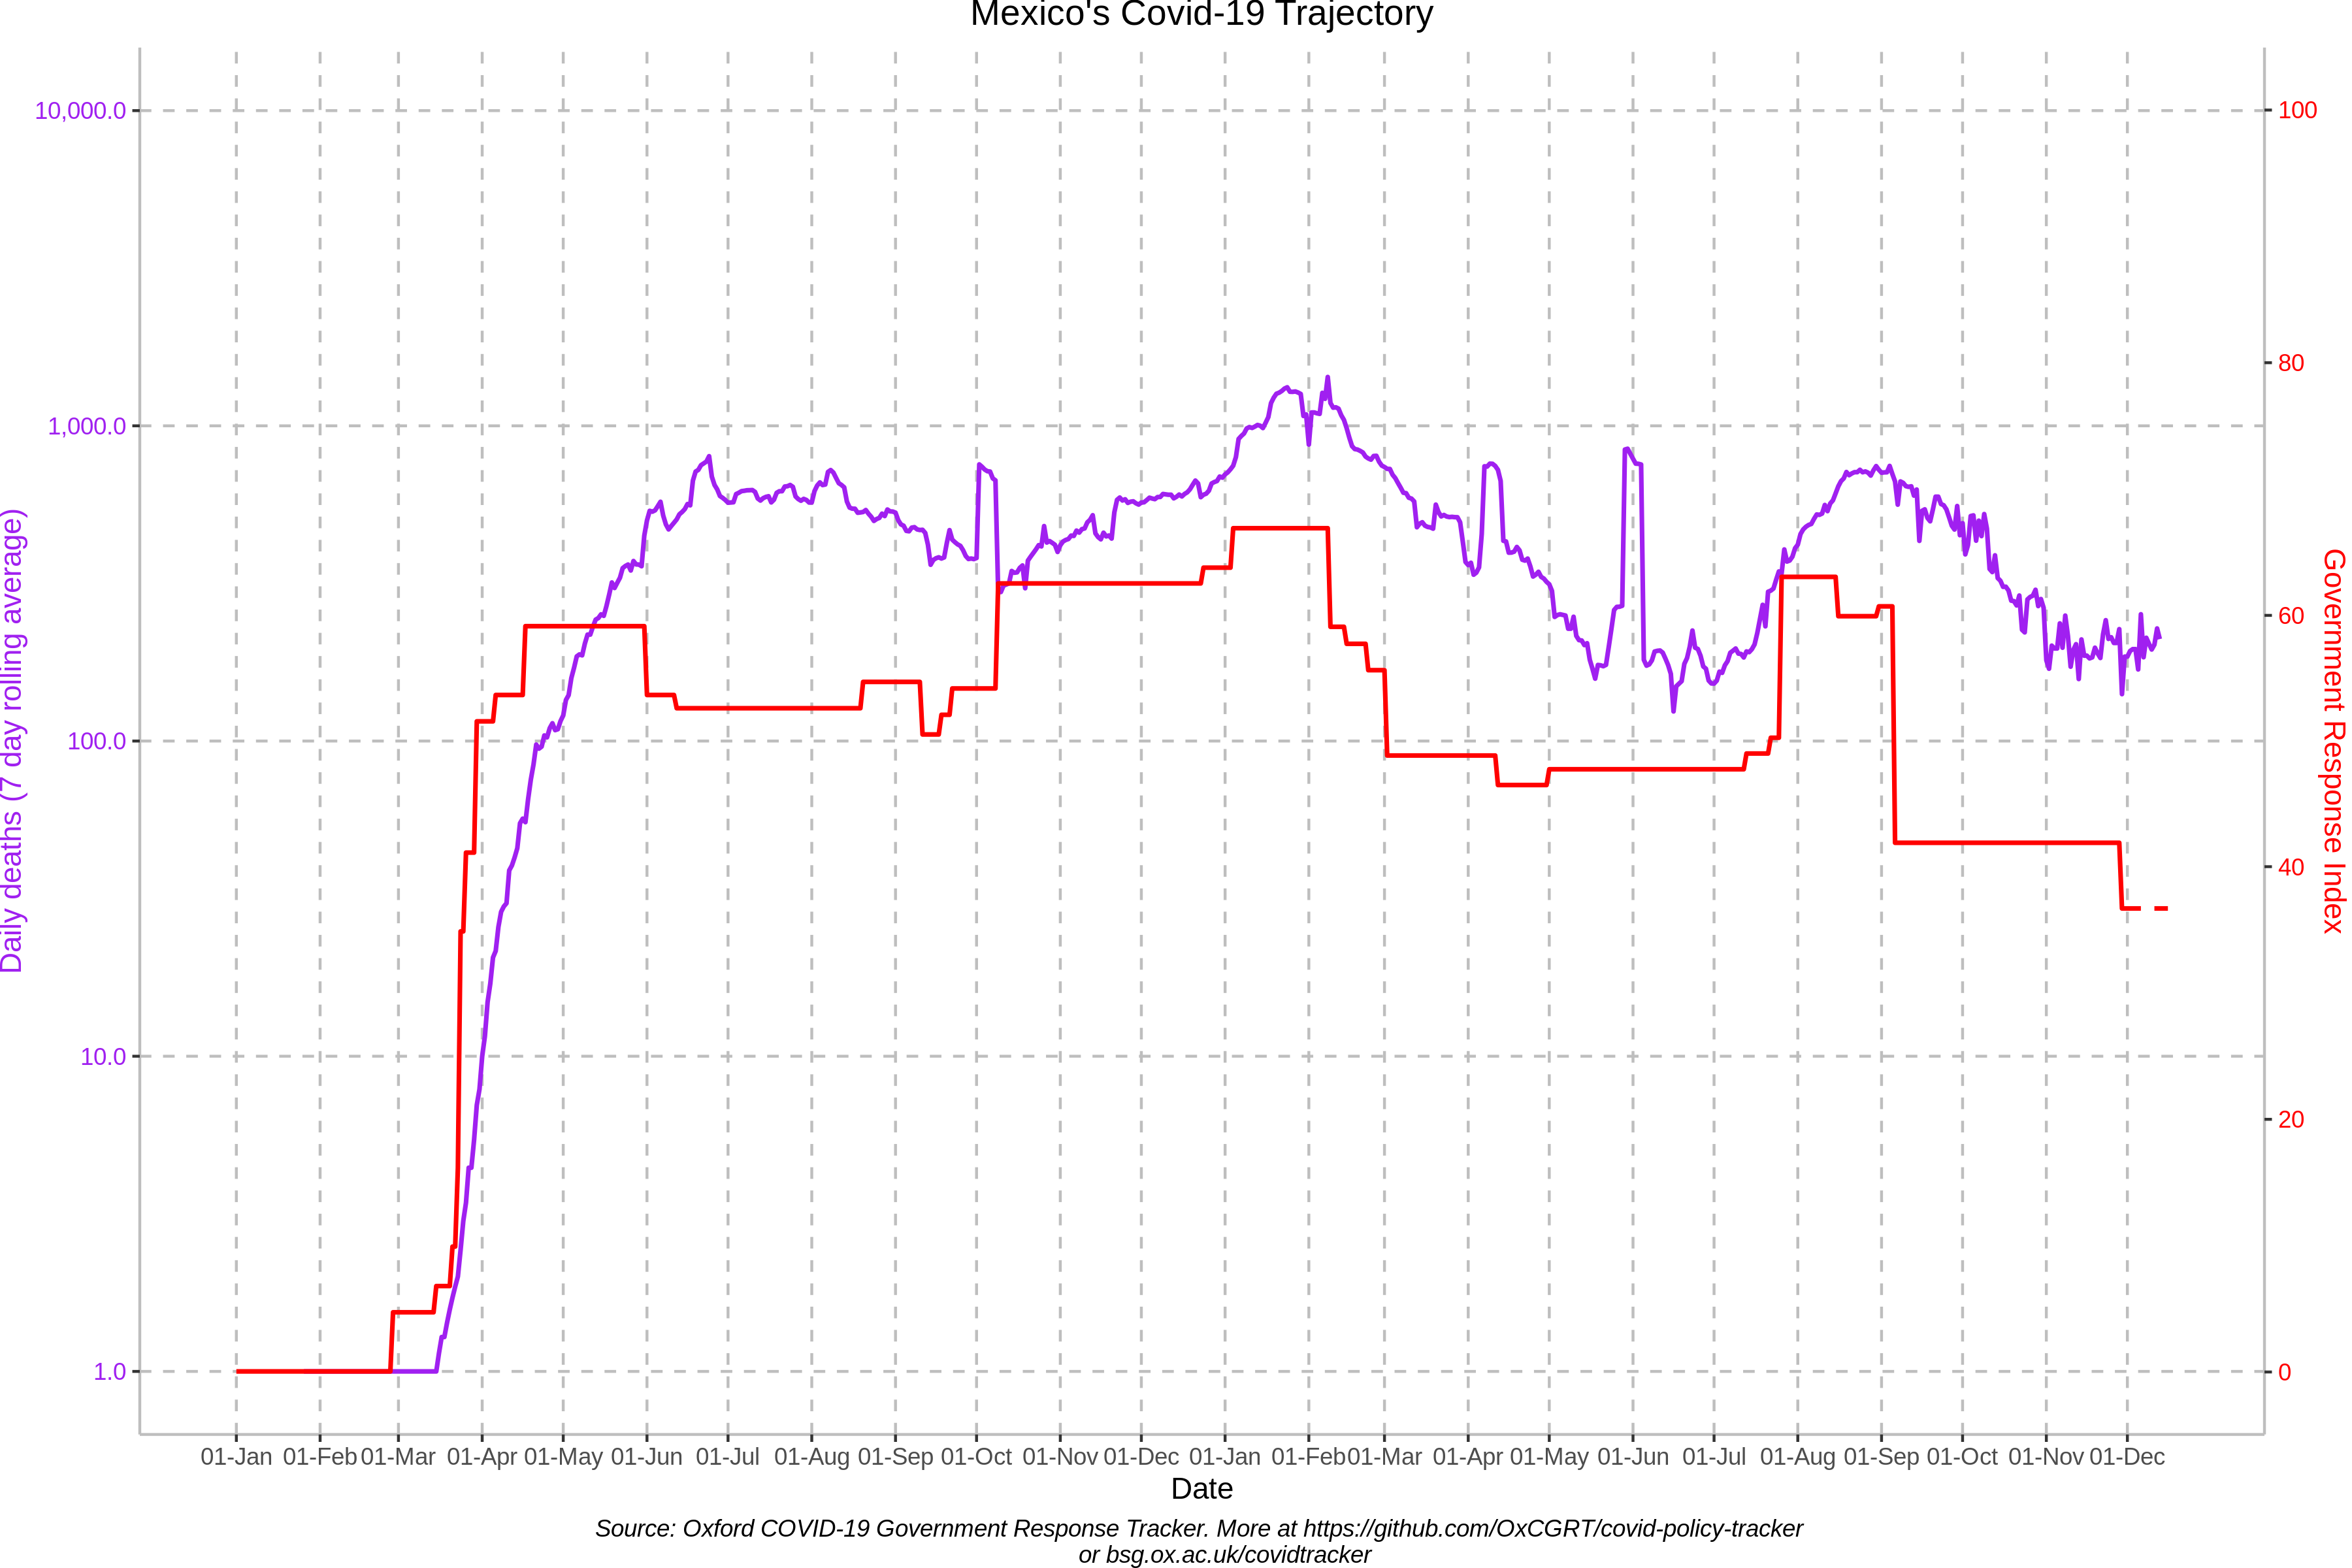 Mexico's Covid-19 Trajectory
10,000.0
1,000.0
100.0
10.0
1.0
Daily deaths (7 day rolling average)
100
80
60
40
20
0
Government Response Index
01-Jan 01-Feb 01-Mar 01-Apr 01-May 01-Jun 01-Jul 01-Aug 01-Sep 01-Oct 01-Nov 01-Dec 01-Jan 01-Feb 01-Mar 01-Apr 01-May 01-Jun 01-Jul 01-Aug 01-Sep 01-Oct 01-Nov 01-Dec
Date
Source: Oxford COVID-19 Government Response Tracker. More at https://github.com/OxCGRT/covid-policy-tracker
or bsg.ox.ac.uk/covidtracker